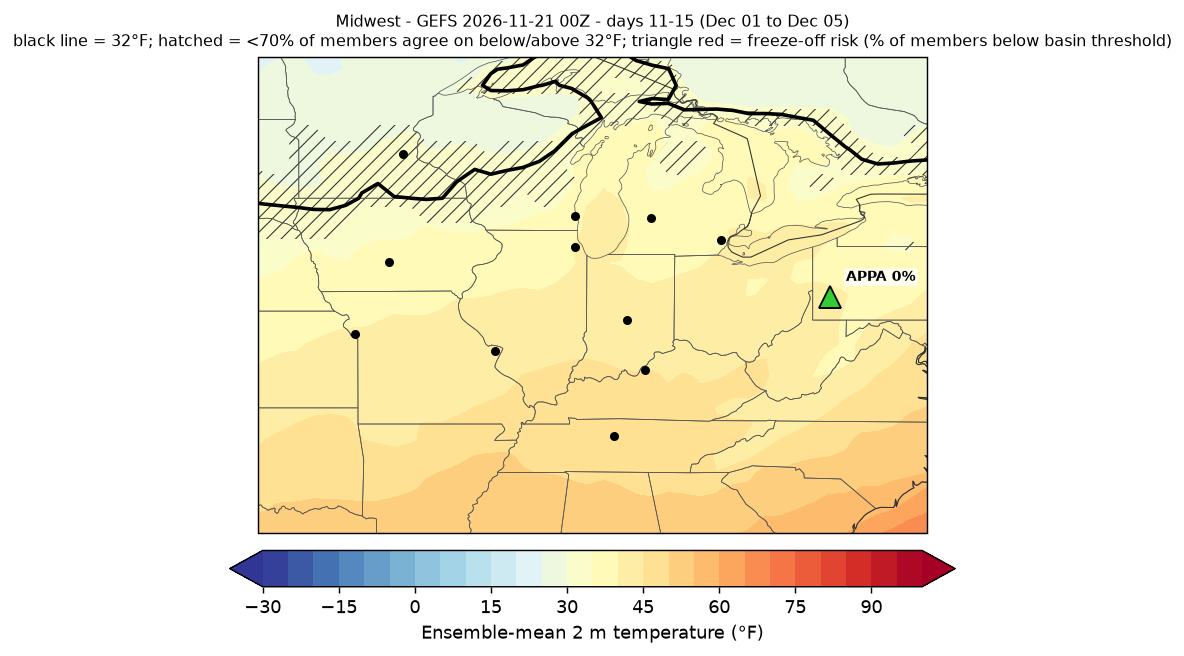 Midwest - GEFS 2026-11-21 00Z - days 11-15 (Dec 01 to Dec 05)
black line = 32°F; hatched = <70% of members agree on below/above 32°F; triangle red = freeze-off risk (% of members below basin threshold)
APPA 0%
−30 −15 0 15 30 45 60 75 90
Ensemble-mean 2 m temperature (°F)